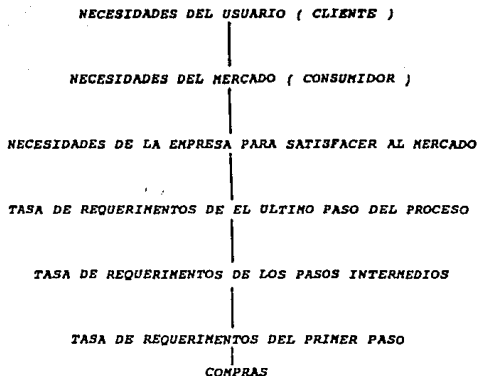 NECESIDADES DEL USUARIO ( CLIENTE )
NECESIDADES DEL MERCADO ( CONSUMIDOR )
NECESIDADES DE LA EMPRESA PARA SATISFACER AL MERCADO
TASA DE REQUERIMENTOS DE EL ULTIMO PASO DEL PROCESO
TASA DE REQUERIMENTOS DE LOS PASOS INTERMEDIOS
TASA DE REQUERIMENTOS DEL PRIMER PASO
COMPRAS